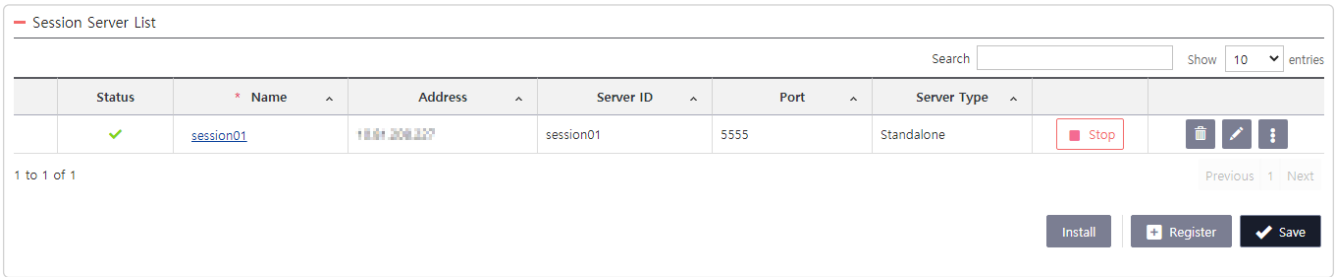 Session Server List
Search Show 10 entries
Status * Name Address Server ID Port Server Type
session01 session01 5555 Standalone Stop
1 to 1 of 1 Previous 1 Next
Install Register Save